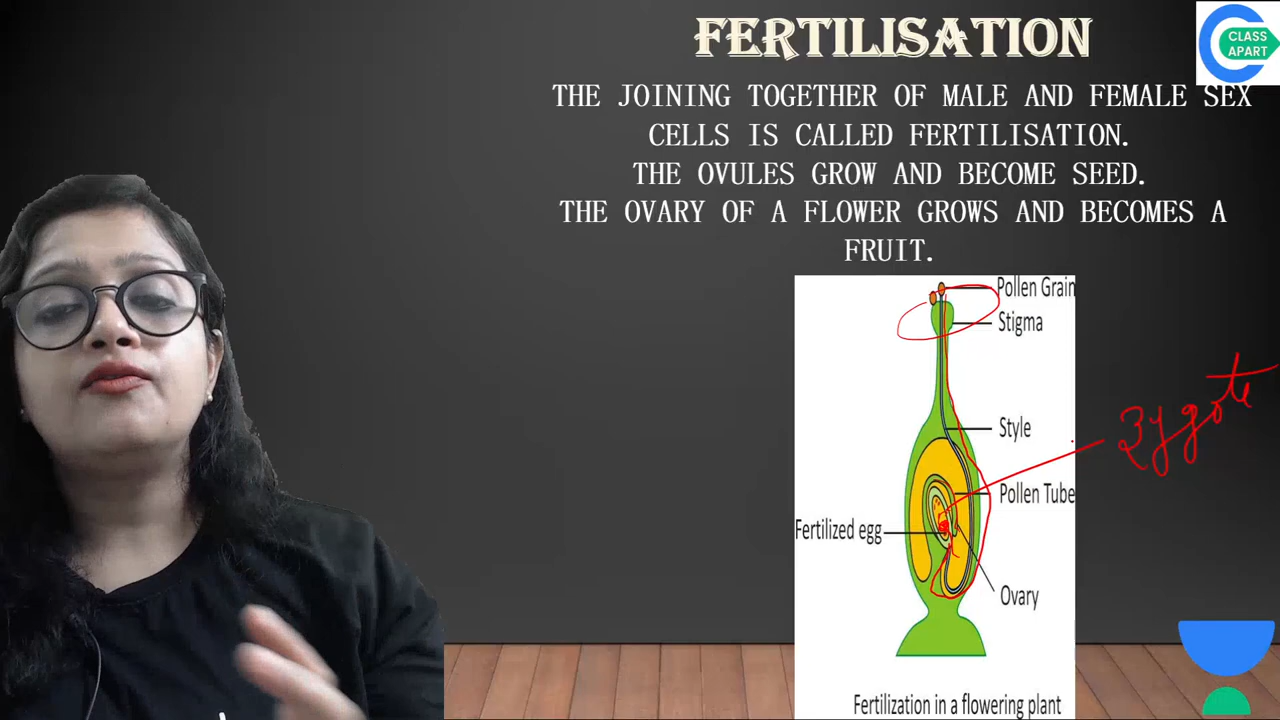 FERTILISATION
CLASS
APART
THE JOINING TOGETHER OF MALE AND FEMALE SEX
CELLS IS CALLED FERTILISATION.
THE OVULES GROW AND BECOME SEED.
THE OVARY OF A FLOWER GROWS AND BECOMES A
FRUIT.
Pollen Grain
Stigma
Zygote
Style
Pollen Tube
Fertilized egg
Ovary
Fertilization in a flowering plant